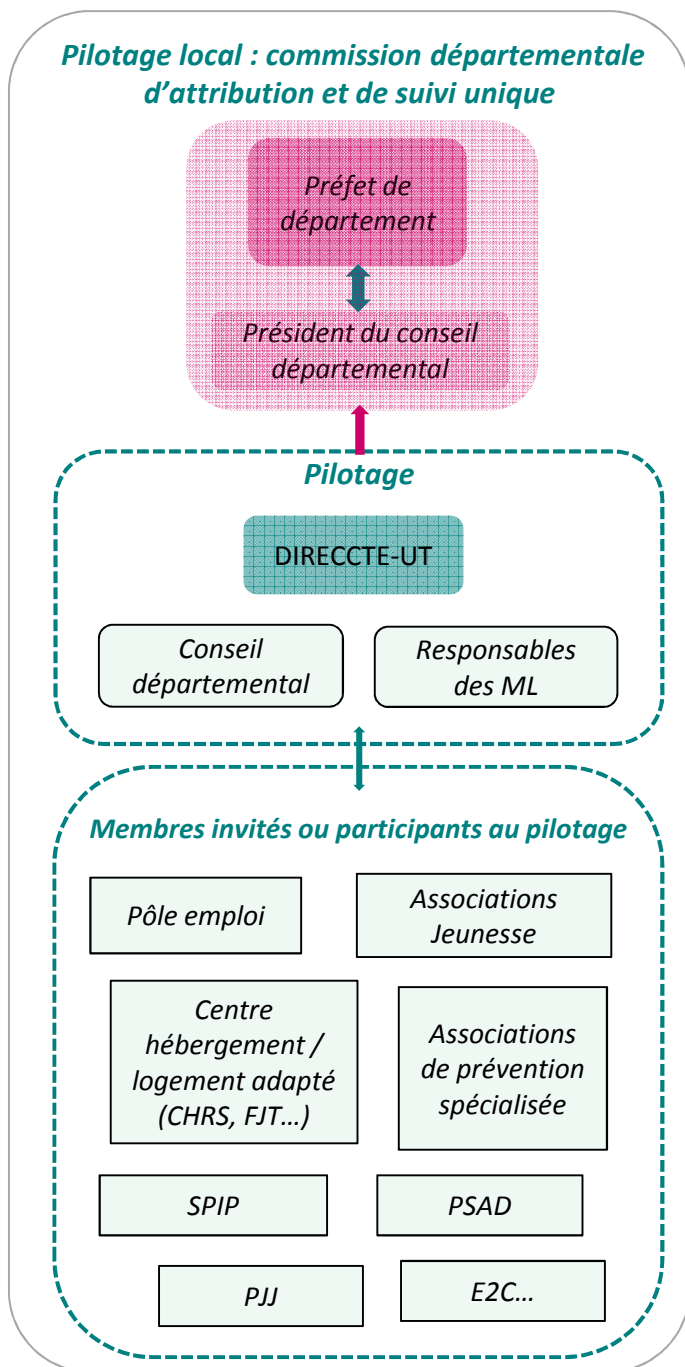 Pilotage local : commission départementale
d’attribution et de suivi unique
Préfet de
département
Président du conseil
départemental
Pilotage
DIRECCTE-UT
Conseil
départemental
Responsables
des ML
Membres invités ou participants au pilotage
Pôle emploi
Associations
Jeunesse
Centre
hébergement /
logement adapté
(CHRS, FJT…)
Associations
de prévention
spécialisée
SPIP
PSAD
PJJ
E2C…